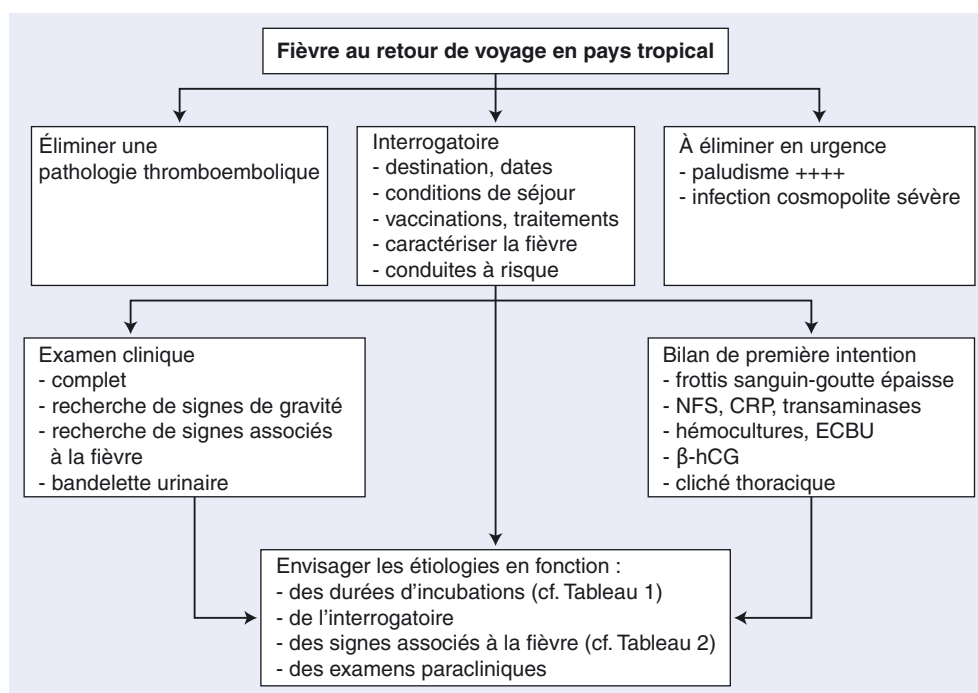 Fièvre au retour de voyage en pays tropical
Éliminer une
pathologie thromboembolique
Interrogatoire
- destination, dates
- conditions de séjour
- vaccinations, traitements
- caractériser la fièvre
- conduites à risque
À éliminer en urgence
- paludisme ++++
- infection cosmopolite sévère
Examen clinique
- complet
- recherche de signes de gravité
- recherche de signes associés
à la fièvre
- bandelette urinaire
Bilan de première intention
- frottis sanguin-goutte épaisse
- NFS, CRP, transaminases
- hémocultures, ECBU
- β-hCG
- cliché thoracique
Envisager les étiologies en fonction :
- des durées d’incubations (cf. Tableau 1)
- de l’interrogatoire
- des signes associés à la fièvre (cf. Tableau 2)
- des examens paracliniques